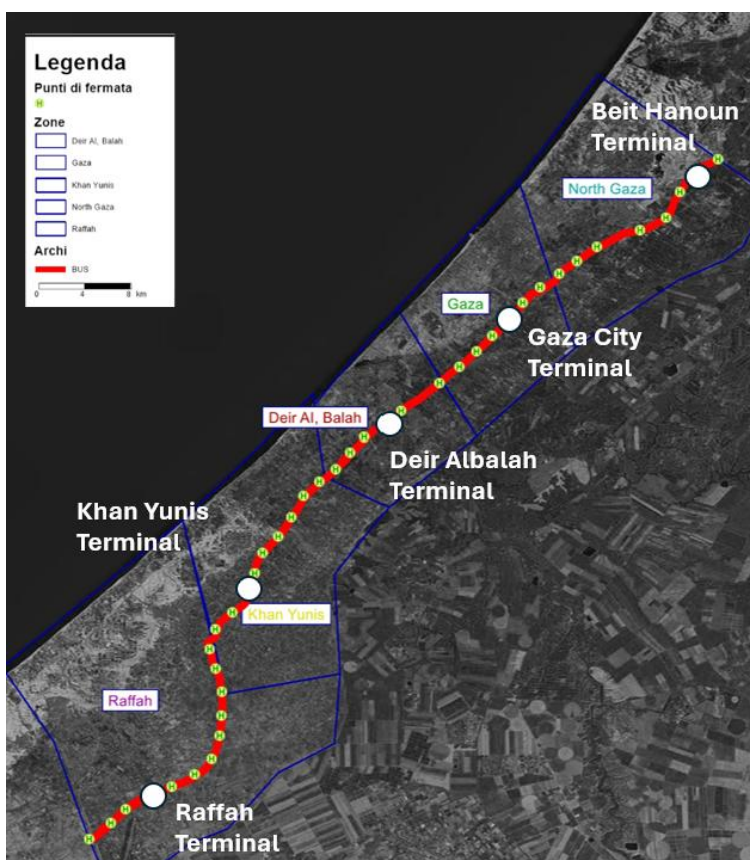 Legenda
Punti di fermata
H
Zone
Deir Al, Balah
Gaza
Khan Yunis
North Gaza
Raffah
Archi
BUS
0 4 8 km
Beit Hanoun
Terminal
North Gaza
Gaza
Gaza City
Terminal
Deir Al, Balah
Deir Albalah
Terminal
Khan Yunis
Terminal
Khan Yunis
Raffah
Raffah
Terminal